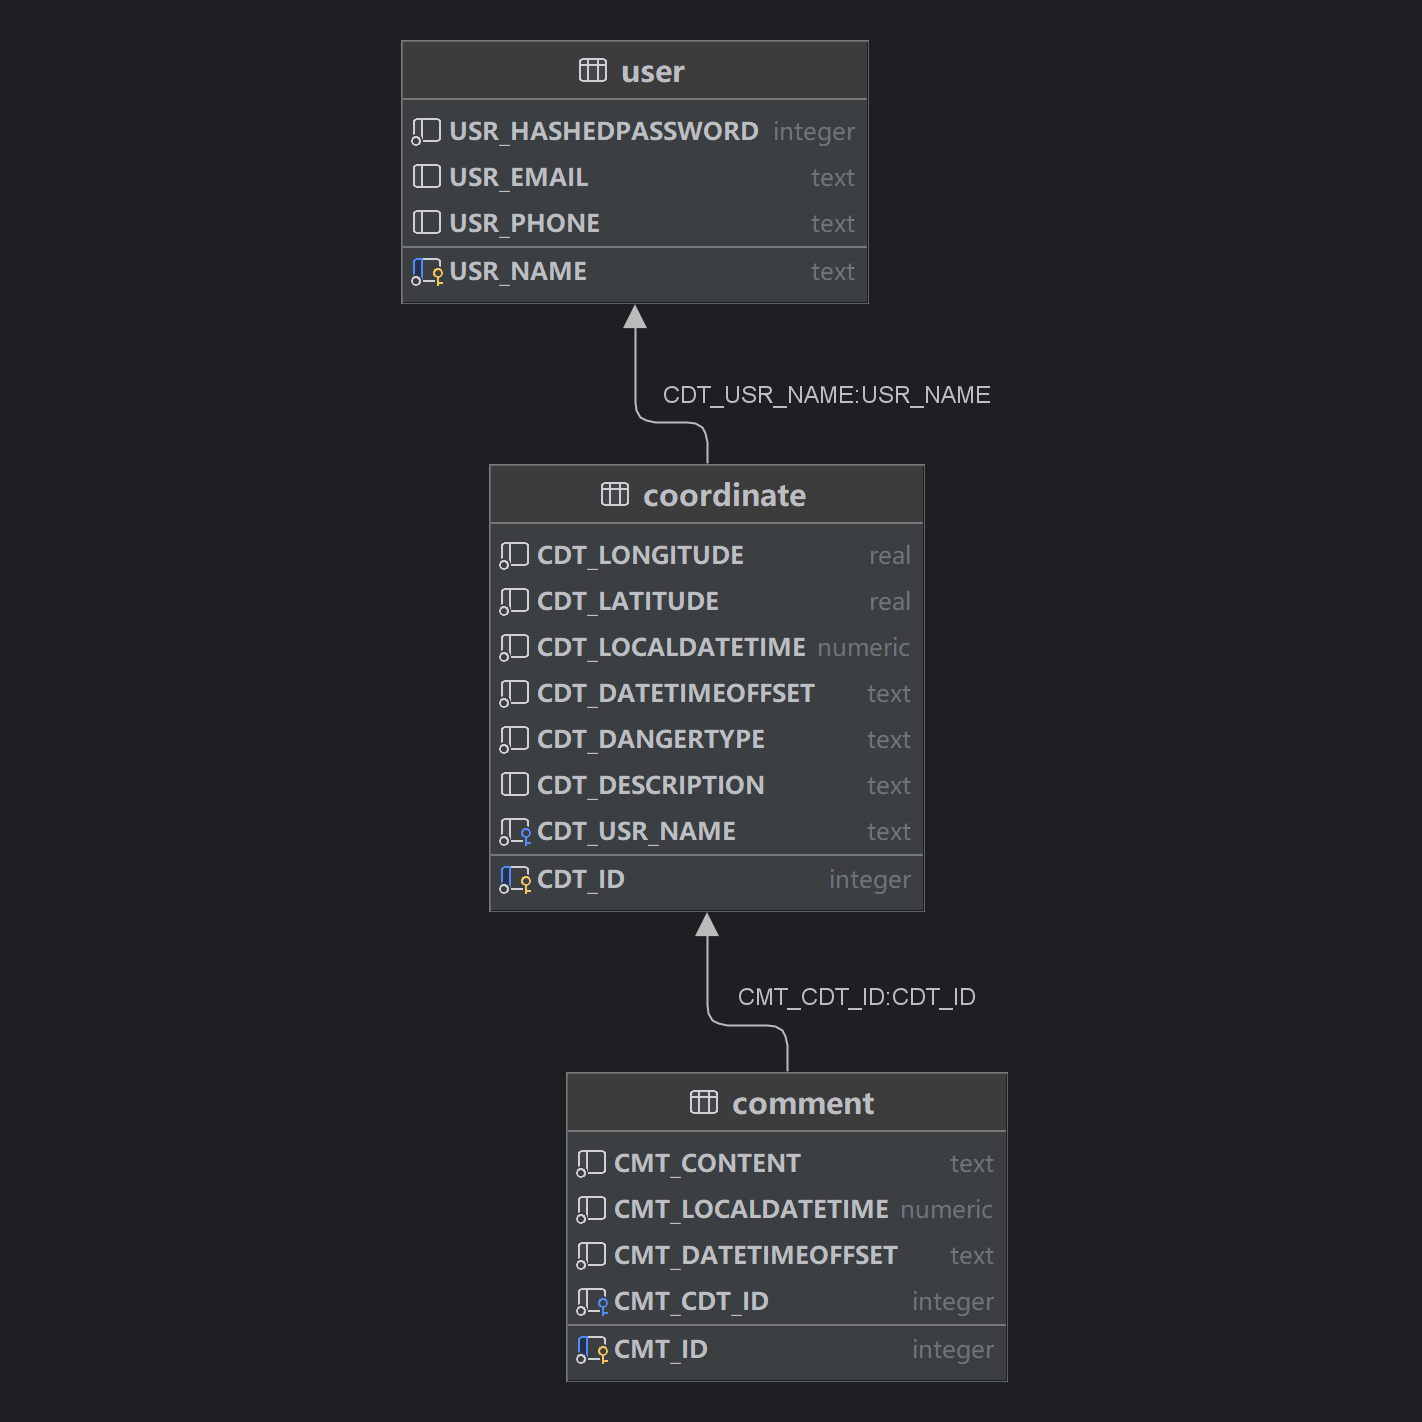 user
USR_HASHEDPASSWORD integer
USR_EMAIL text
USR_PHONE text
USR_NAME text
CDT_USR_NAME:USR_NAME
coordinate
CDT_LONGITUDE real
CDT_LATITUDE real
CDT_LOCALDATETIME numeric
CDT_DATETIMEOFFSET text
CDT_DANGERTYPE text
CDT_DESCRIPTION text
CDT_USR_NAME text
CDT_ID integer
CMT_CDT_ID:CDT_ID
comment
CMT_CONTENT text
CMT_LOCALDATETIME numeric
CMT_DATETIMEOFFSET text
CMT_CDT_ID integer
CMT_ID integer